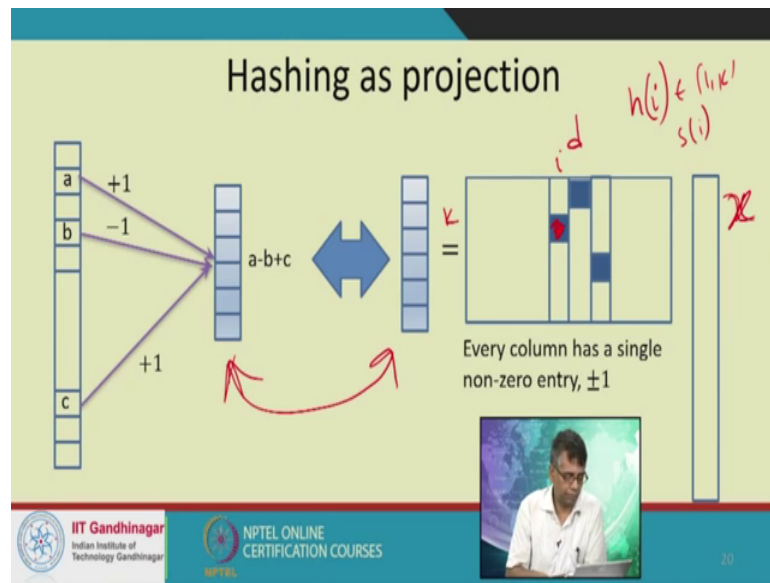 Hashing as projection
h(i) ∈ (1,k)
s(i)
i d
a
+1
b
−1
a-b+c
k
=
x
+1
c
Every column has a single
non-zero entry, ±1
IIT Gandhinagar
Indian Institute of
Technology Gandhinagar
NPTEL
NPTEL ONLINE
CERTIFICATION COURSES
20